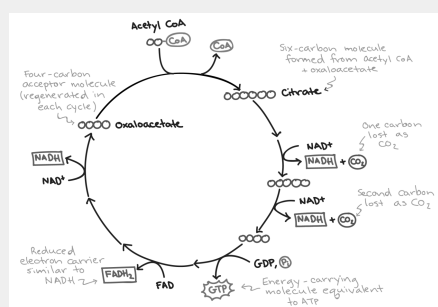 Acetyl CoA
CoA
CoA
Six-carbon molecule
formed from acetyl CoA
+ oxaloacetate
Citrate
Four-carbon
acceptor molecule
(regenerated in
each cycle)
Oxaloacetate
One carbon
lost as
CO₂
NAD⁺
NADH + CO₂
Second carbon
lost as CO₂
NAD⁺
NADH + CO₂
NADH
NAD⁺
Reduced
electron carrier
similar to
NADH
FADH₂
FAD
GDP, Pi
GTP
Energy-carrying
molecule equivalent
to ATP